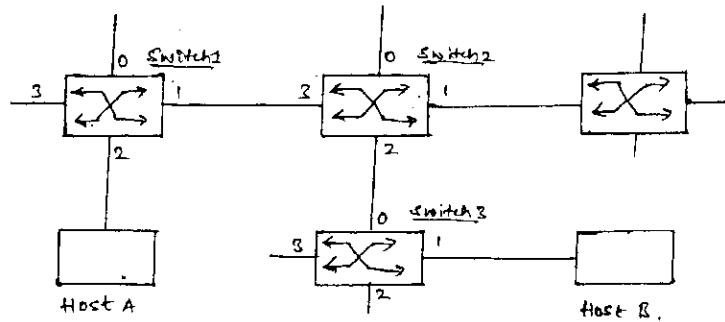 0 Switch1
3 1
2
0 Switch2
3 1
2
0 Switch3
3 1
2
Host A
Host B.